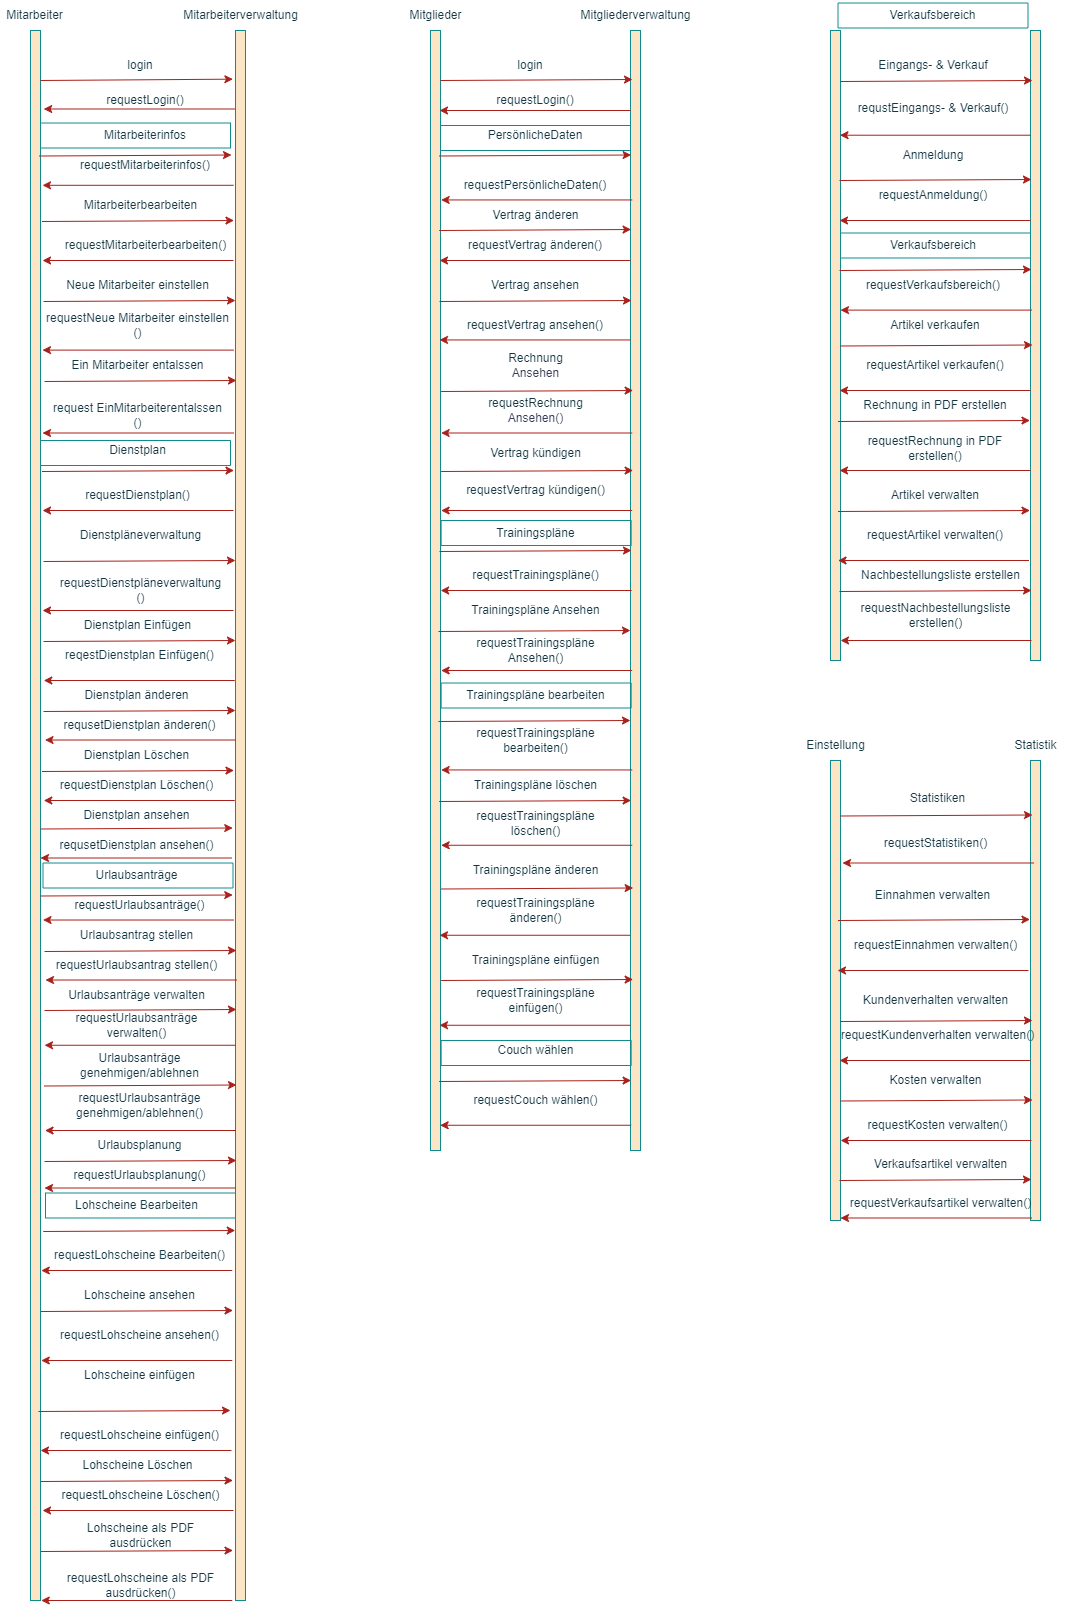 Mitarbeiter
Mitarbeiterverwaltung
login
requestLogin()
Mitarbeiterinfos
requestMitarbeiterinfos()
Mitarbeiterbearbeiten
requestMitarbeiterbearbeiten()
Neue Mitarbeiter einstellen
requestNeue Mitarbeiter einstellen
()
Ein Mitarbeiter entalssen
request EinMitarbeiterentalssen
()
Dienstplan
requestDienstplan()
Dienstpläneverwaltung
requestDienstpläneverwaltung
()
Dienstplan Einfügen
reqestDienstplan Einfügen()
Dienstplan änderen
requsetDienstplan änderen()
Dienstplan Löschen
requestDienstplan Löschen()
Dienstplan ansehen
requsetDienstplan ansehen()
Urlaubsanträge
requestUrlaubsanträge()
Urlaubsantrag stellen
requestUrlaubsantrag stellen()
Urlaubsanträge verwalten
requestUrlaubsanträge
verwalten()
Urlaubsanträge
genehmigen/ablehnen
requestUrlaubsanträge
genehmigen/ablehnen()
Urlaubsplanung
requestUrlaubsplanung()
Lohscheine Bearbeiten
requestLohscheine Bearbeiten()
Lohscheine ansehen
requestLohscheine ansehen()
Lohscheine einfügen
requestLohscheine einfügen()
Lohscheine Löschen
requestLohscheine Löschen()
Lohscheine als PDF
ausdrücken
requestLohscheine als PDF
ausdrücken()
Mitglieder
Mitgliederverwaltung
login
requestLogin()
PersönlicheDaten
requestPersönlicheDaten()
Vertrag änderen
requestVertrag änderen()
Vertrag ansehen
requestVertrag ansehen()
Rechnung
Ansehen
requestRechnung
Ansehen()
Vertrag kündigen
requestVertrag kündigen()
Trainingspläne
requestTrainingspläne()
Trainingspläne Ansehen
requestTrainingspläne
Ansehen()
Trainingspläne bearbeiten
requestTrainingspläne
bearbeiten()
Trainingspläne löschen
requestTrainingspläne
löschen()
Trainingspläne änderen
requestTrainingspläne
änderen()
Trainingspläne einfügen
requestTrainingspläne
einfügen()
Couch wählen
requestCouch wählen()
Verkaufsbereich
Eingangs- & Verkauf
requstEingangs- & Verkauf()
Anmeldung
requestAnmeldung()
Verkaufsbereich
requestVerkaufsbereich()
Artikel verkaufen
requestArtikel verkaufen()
Rechnung in PDF erstellen
requestRechnung in PDF
erstellen()
Artikel verwalten
requestArtikel verwalten()
Nachbestellungsliste erstellen
requestNachbestellungsliste
erstellen()
Einstellung
Statistik
Statistiken
requestStatistiken()
Einnahmen verwalten
requestEinnahmen verwalten()
Kundenverhalten verwalten
requestKundenverhalten verwalten()
Kosten verwalten
requestKosten verwalten()
Verkaufsartikel verwalten
requestVerkaufsartikel verwalten()